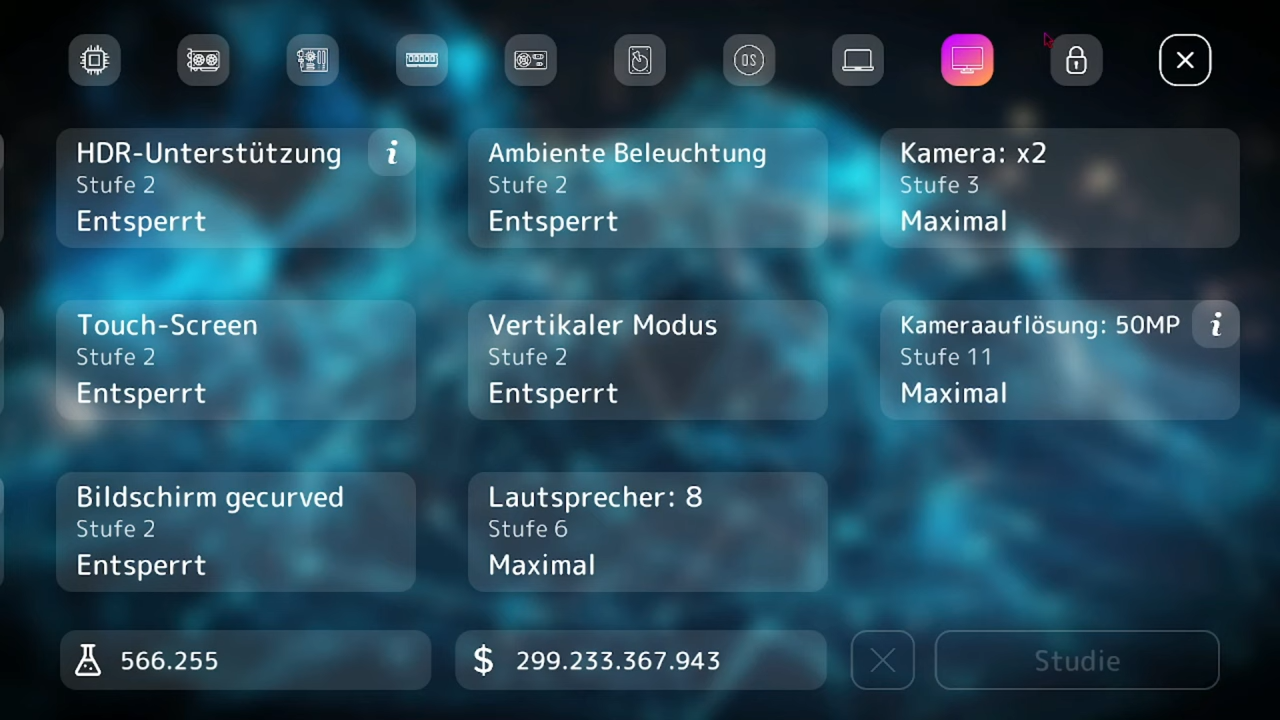 OS
HDR-Unterstützung
i
Stufe 2
Entsperrt
Ambiente Beleuchtung
Stufe 2
Entsperrt
Kamera: x2
Stufe 3
Maximal
Touch-Screen
Stufe 2
Entsperrt
Vertikaler Modus
Stufe 2
Entsperrt
Kameraauflösung: 50MP
i
Stufe 11
Maximal
Bildschirm gecurved
Stufe 2
Entsperrt
Lautsprecher: 8
Stufe 6
Maximal
566.255
$ 299.233.367.943
Studie